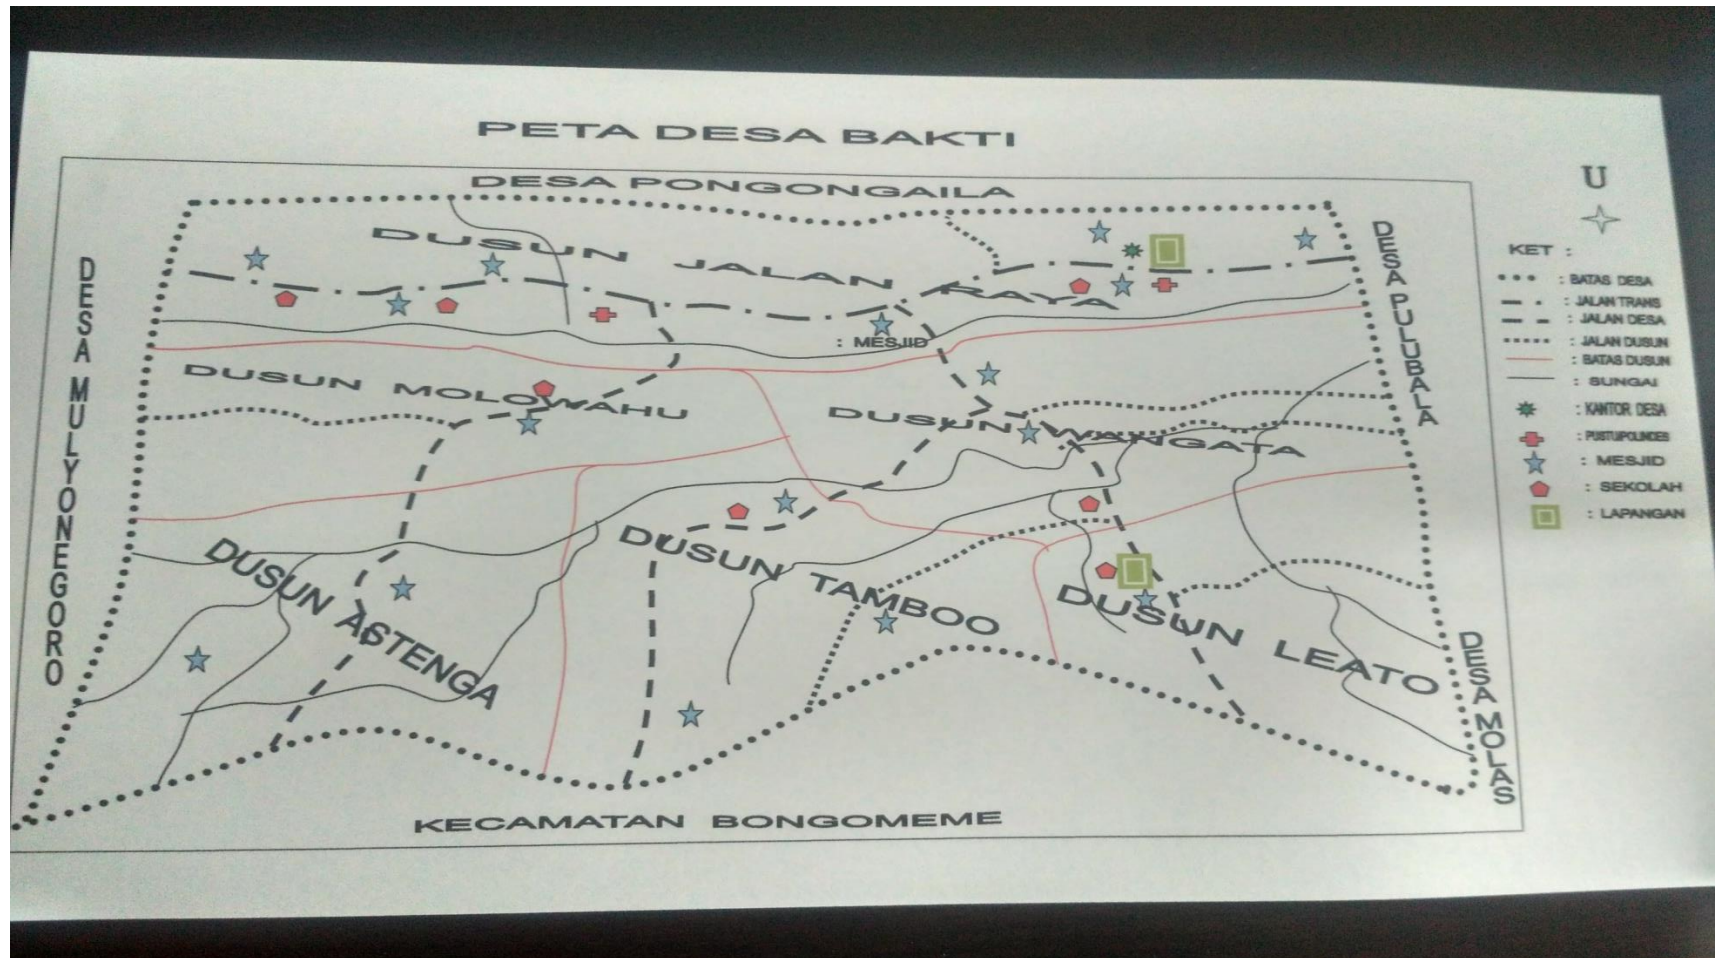 PETA DESA BAKTI
DESA PONGONGAILA
DUSUN JALAN RAYA
: MESJID
DUSUN MOLOWAHU
DUSUN WANGATA
DUSUN ASTENGA
DUSUN TAMBOO
DUSUN LEATO
DESA MULYONEGORO
DESA PULUBALA
DESA MOLAS
KECAMATAN BONGOMEME
U
KET :
: BATAS DESA
: JALAN TRANS
: JALAN DESA
: JALAN DUSUN
: BATAS DUSUN
: SUNGAI
: KANTOR DESA
: PUSTU/POLINDES
: MESJID
: SEKOLAH
: LAPANGAN